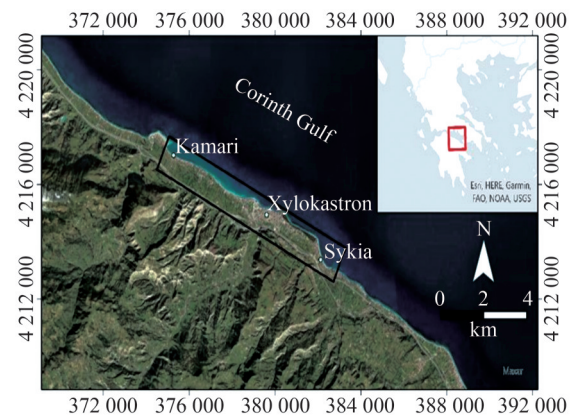 372 000 376 000 380 000 384 000 388 000 392 000
4 220 000
4 216 000
4 212 000
Corinth Gulf
Kamari
Xylokastron
Sykia
Esri, HERE, Garmin,
FAO, NOAA, USGS
N
0 2 4
km
4 220 000
4 216 000
4 212 000
372 000 376 000 380 000 384 000 388 000 392 000